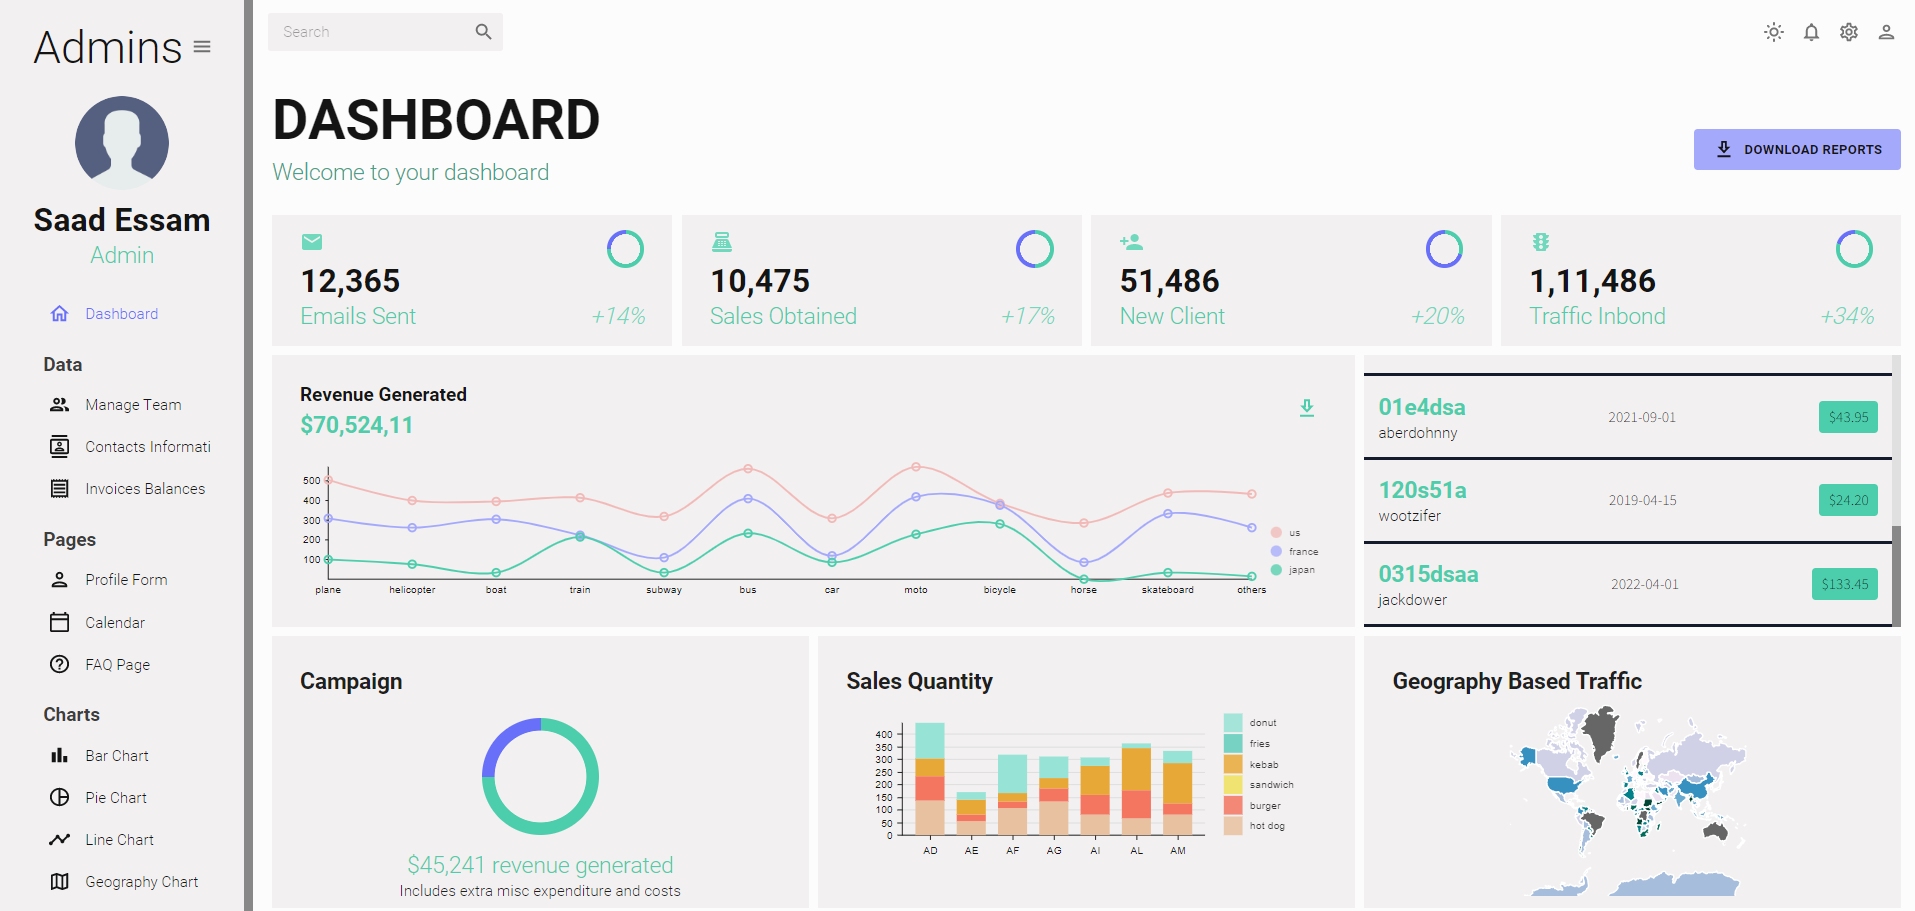 Admins
Saad Essam
Admin
Dashboard
Data
Manage Team
Contacts Informati
Invoices Balances
Pages
Profile Form
Calendar
FAQ Page
Charts
Bar Chart
Pie Chart
Line Chart
Geography Chart
Search
DASHBOARD
Welcome to your dashboard
DOWNLOAD REPORTS
12,365
Emails Sent
+14%
10,475
Sales Obtained
+17%
51,486
New Client
+20%
1,11,486
Traffic Inbond
+34%
Revenue Generated
$70,524,11
500
400
300
200
100
plane helicopter boat train subway bus car moto bicycle horse skateboard others
us
france
japan
01e4dsa
aberdohnny
2021-09-01
$43.95
120s51a
wootzifer
2019-04-15
$24.20
0315dsaa
jackdower
2022-04-01
$133.45
Campaign
$45,241 revenue generated
Includes extra misc expenditure and costs
Sales Quantity
400
350
300
250
200
150
100
50
0
AD AE AF AG AI AL AM
donut
fries
kebab
sandwich
burger
hot dog
Geography Based Traffic